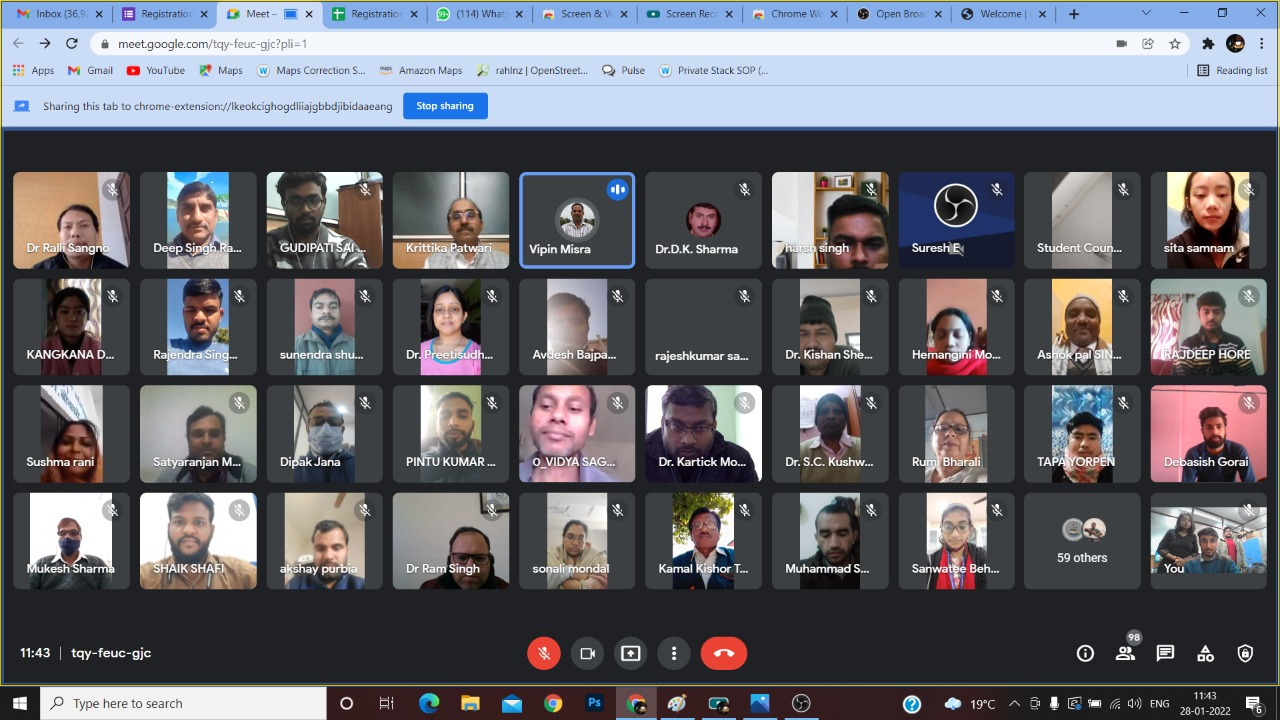 Inbox (36,9
Registration
Meet –
Registration
(114) Whats
Screen & W
Screen Rec
Chrome We
Open Broad
Welcome |
meet.google.com/tqy-feuc-gjc?pli=1
Apps
Gmail
YouTube
Maps
Maps Correction S...
Amazon Maps
rahlnz | OpenStreet...
Pulse
Private Stack SOP (...
Reading list
Sharing this tab to chrome-extension://lkeokcighogdliiajgbbdjibidaaeang
Stop sharing
Dr Ralli Sangno
Deep Singh Ra...
GUDIPATI SAI ...
Krittika Patwari
Vipin Misra
Dr.D.K. Sharma
harsh singh
Suresh E
Student Coun...
sita samnam
KANGKANA D...
Rajendra Sing...
sunendra shu...
Dr. Preetisudh...
Avdesh Bajpa...
rajeshkumar sa...
Dr. Kishan She...
Hemangini Mo...
Ashok pal SIN...
RAJDEEP HORE
Sushma rani
Satyaranjan M...
Dipak Jana
PINTU KUMAR ...
0_VIDYA SAG...
Dr. Kartick Mo...
Dr. S.C. Kushw...
Rumi Bharali
TAPA YORPEN
Debasish Gorai
Mukesh Sharma
SHAIK SHAFI
akshay purbia
Dr Ram Singh
sonali mondal
Kamal Kishor T...
Muhammad S...
Sanwatee Beh...
59 others
You
11:43 | tqy-feuc-gjc
98
Type here to search
Ps
19°C
ENG
11:43
28-01-2022
6